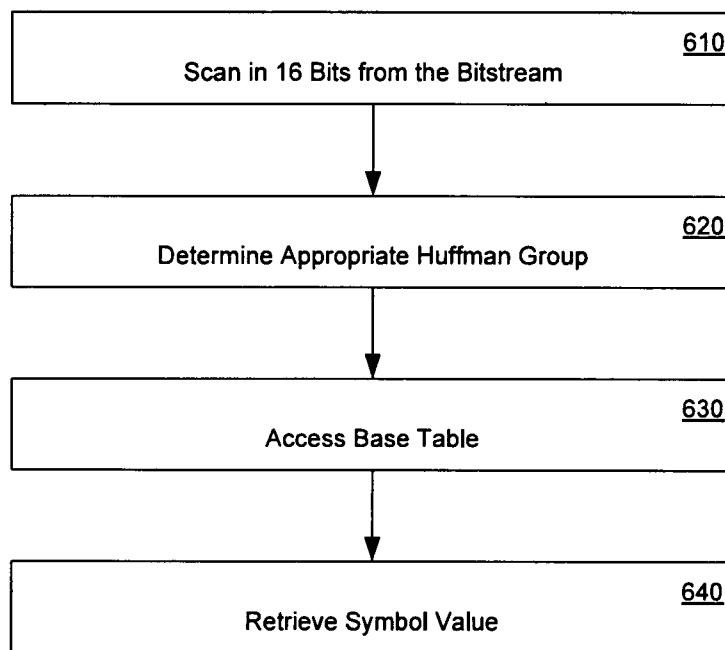 610
Scan in 16 Bits from the Bitstream
620
Determine Appropriate Huffman Group
630
Access Base Table
640
Retrieve Symbol Value